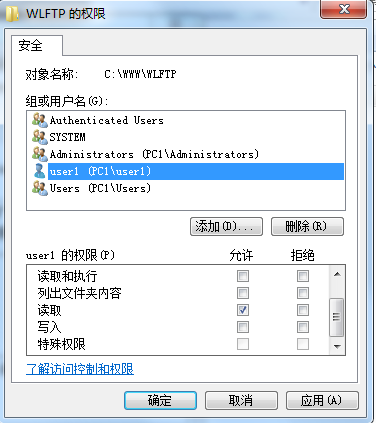 WLFTP 的权限
安全
对象名称: C:\WWW\WLFTP
组或用户名(G):
Authenticated Users
SYSTEM
Administrators (PC1\Administrators)
user1 (PC1\user1)
Users (PC1\Users)
添加(D)... 删除(R)
user1 的权限(P) 允许 拒绝
读取和执行
列出文件夹内容
读取
写入
特殊权限
了解访问控制和权限
确定 取消 应用(A)